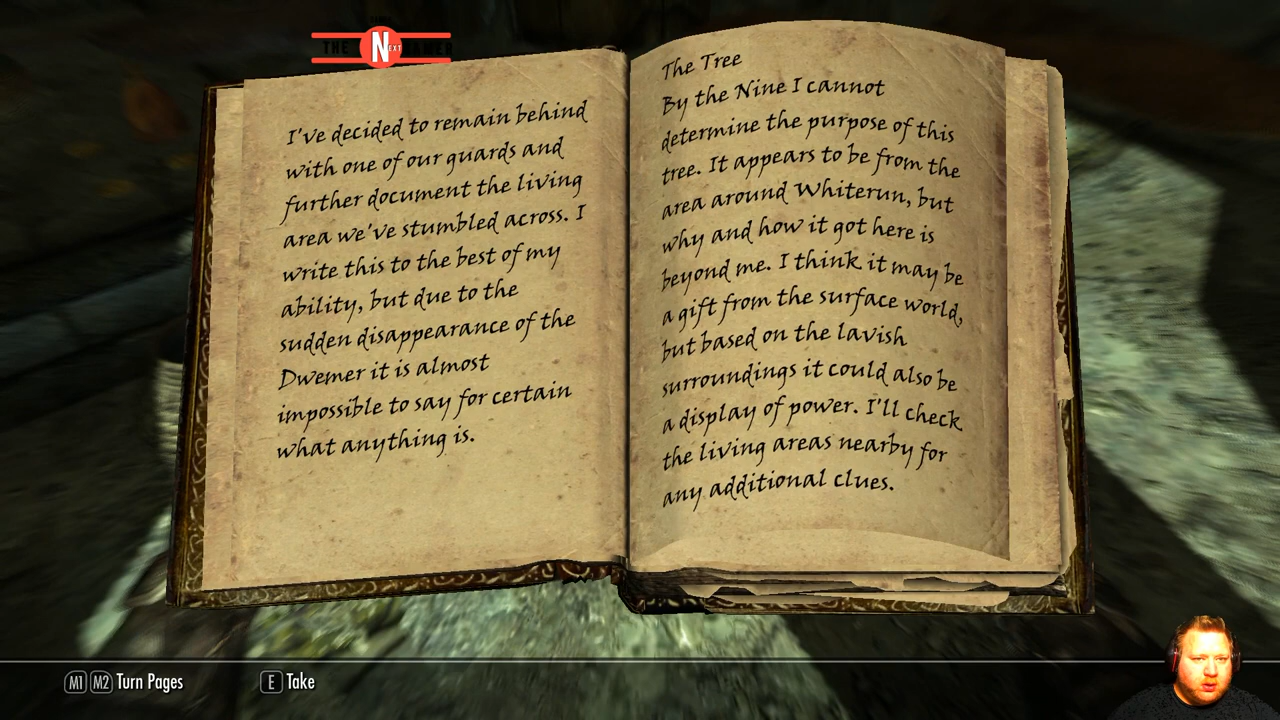 THE NEXT GAMER
I've decided to remain behind
with one of our guards and
further document the living
area we've stumbled across. I
write this to the best of my
ability, but due to the
sudden disappearance of the
Dwemer it is almost
impossible to say for certain
what anything is.
The Tree
By the Nine I cannot
determine the purpose of this
tree. It appears to be from the
area around Whiterun, but
why and how it got here is
beyond me. I think it may be
a gift from the surface world,
but based on the lavish
surroundings it could also be
a display of power. I'll check
the living areas nearby for
any additional clues.
M1 M2 Turn Pages
E Take